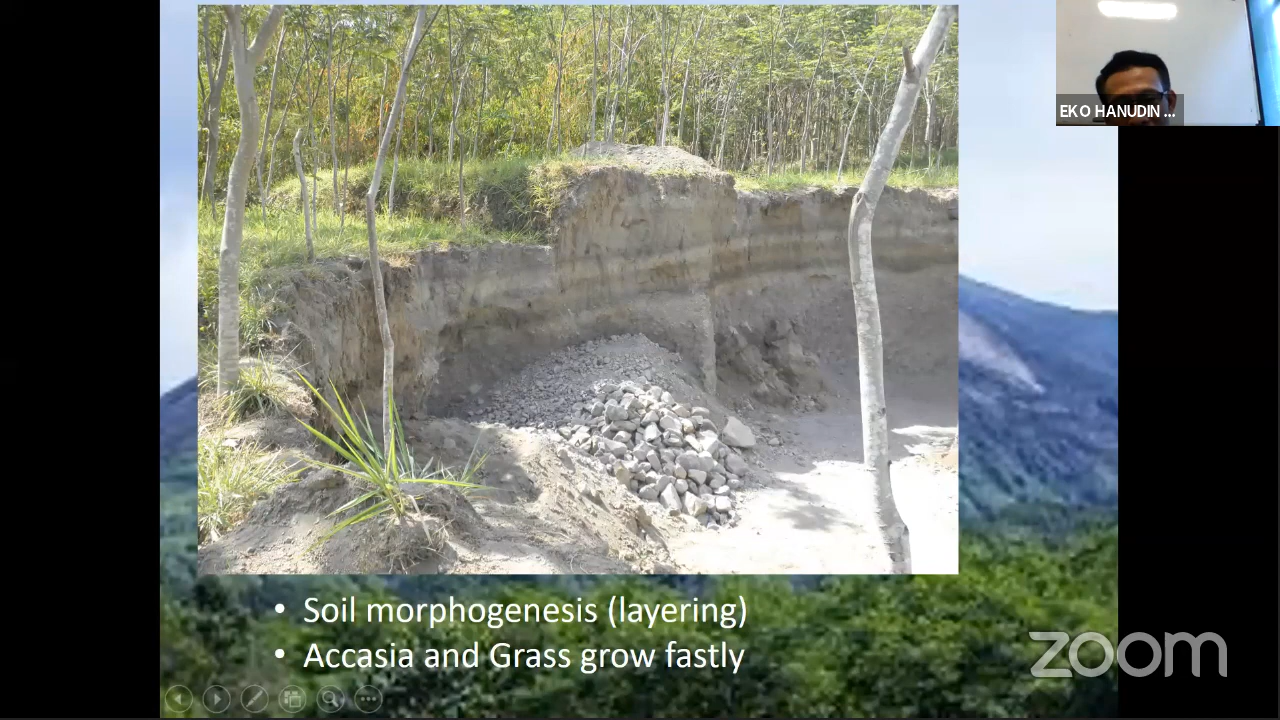 EKO HANUDIN ...
• Soil morphogenesis (layering)
• Accasia and Grass grow fastly
zoom